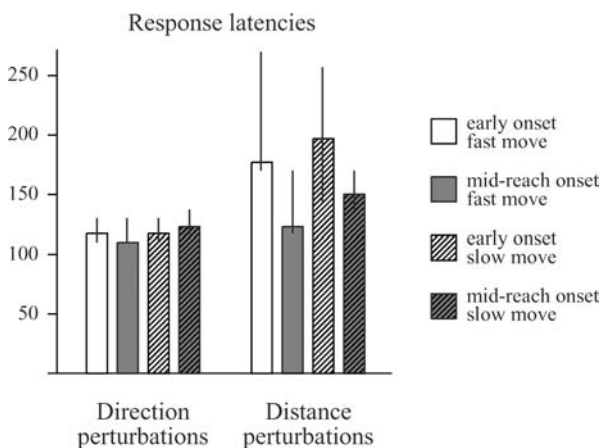 Response latencies
250
200
150
100
50
Direction
perturbations
Distance
perturbations
early onset
fast move
mid-reach onset
fast move
early onset
slow move
mid-reach onset
slow move